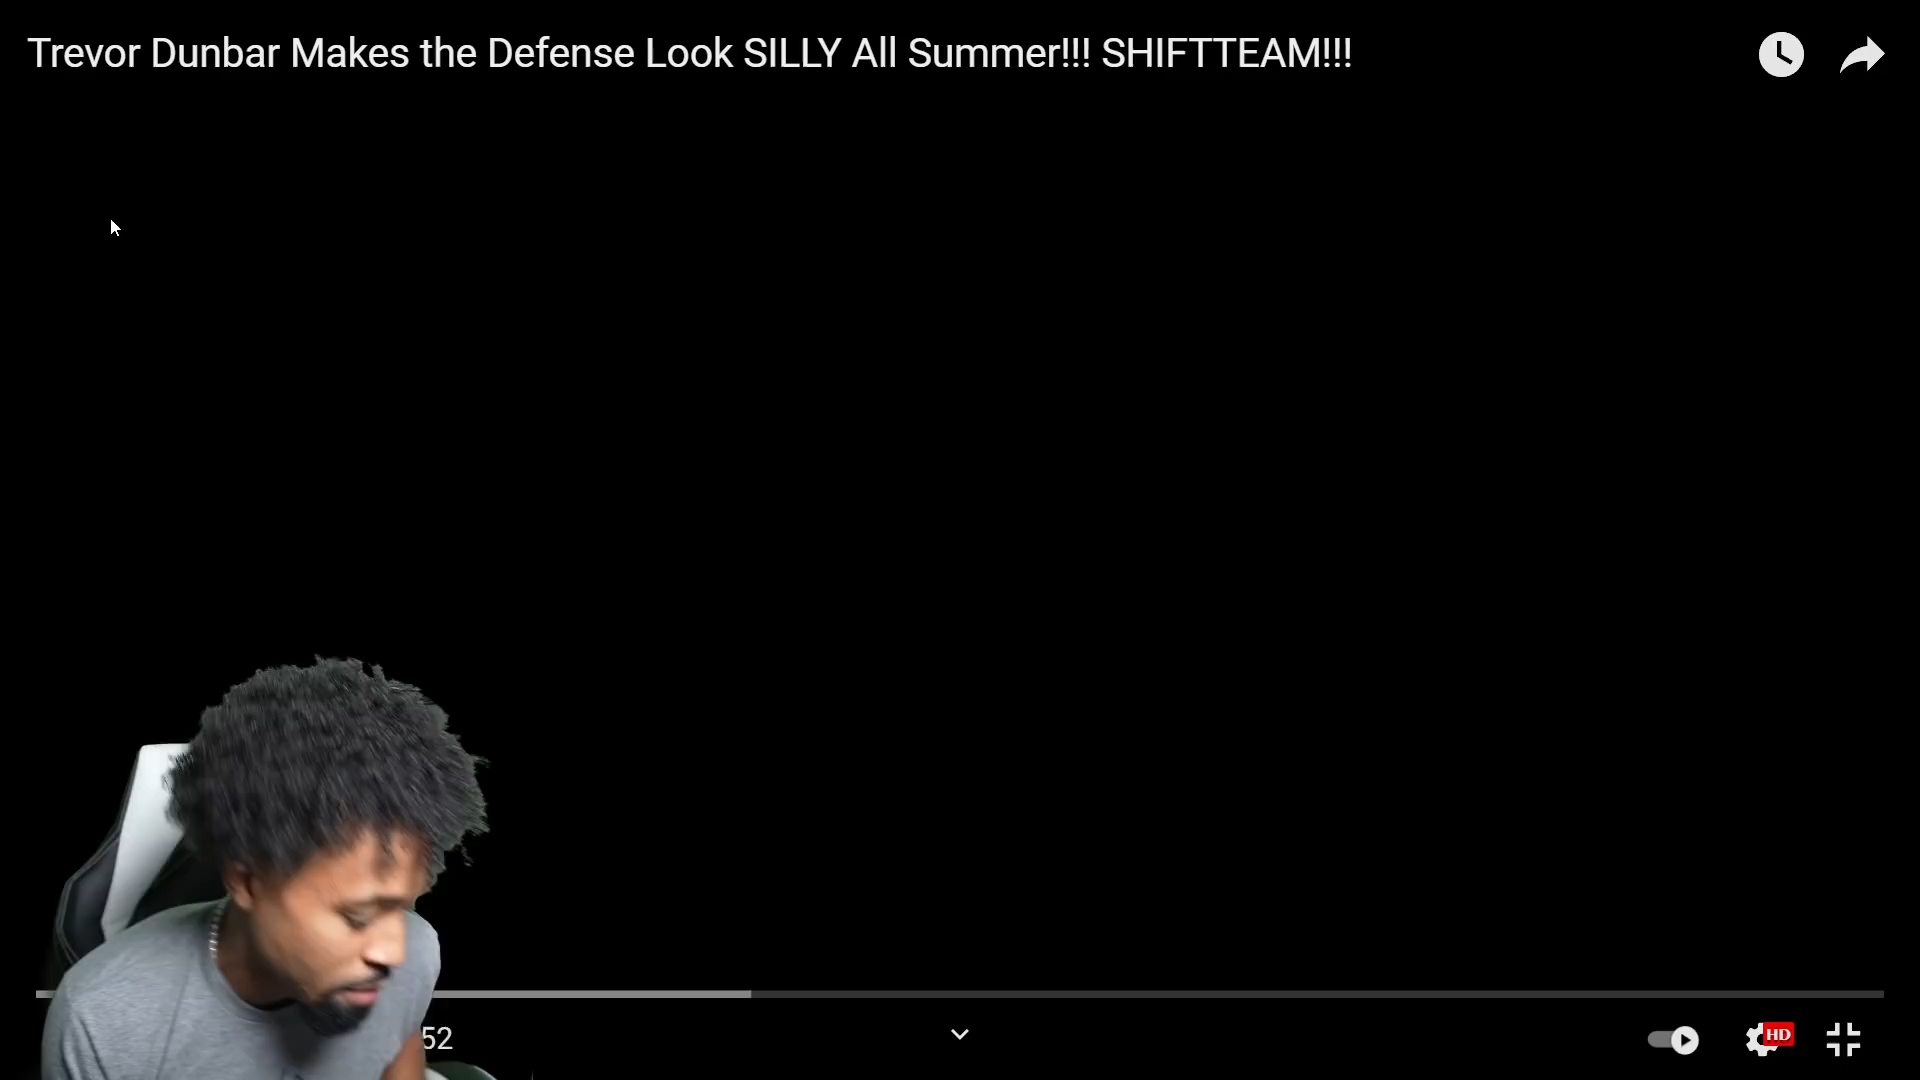 Trevor Dunbar Makes the Defense Look SILLY All Summer!!! SHIFTTEAM!!!
52
HD